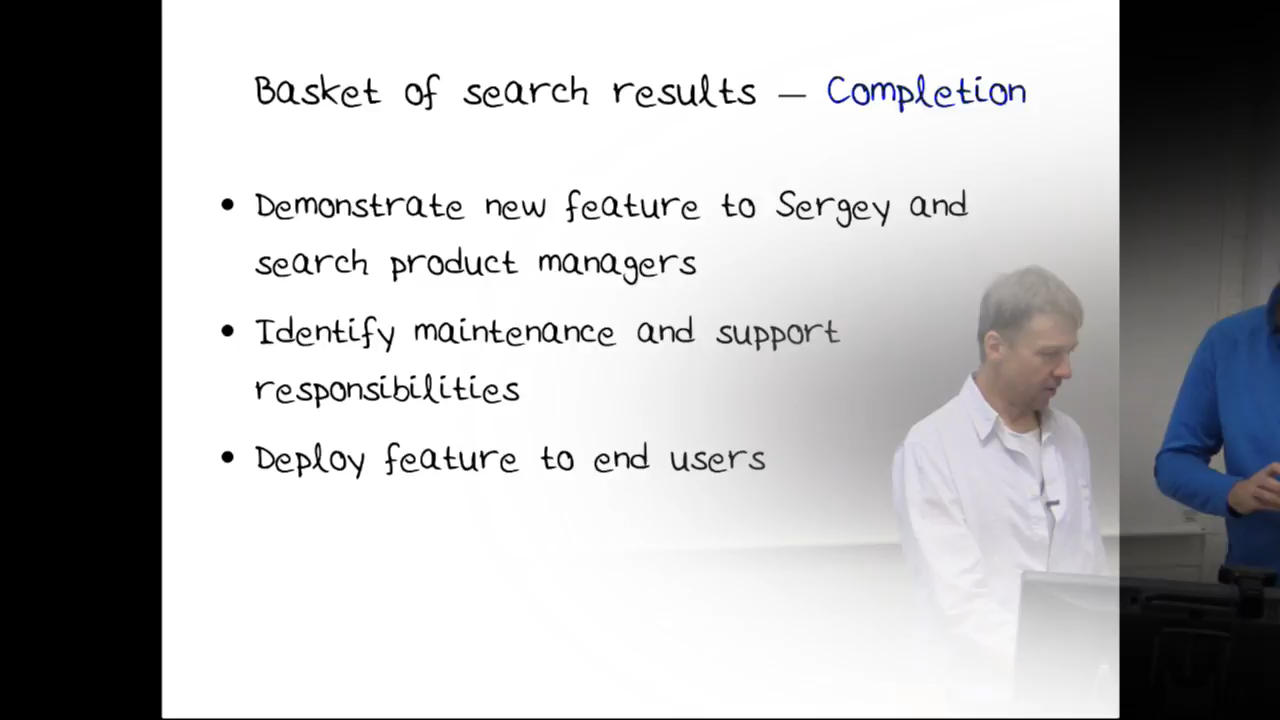 Basket of search results — Completion
• Demonstrate new feature to Sergey and
search product managers
• Identify maintenance and support
responsibilities
• Deploy feature to end users